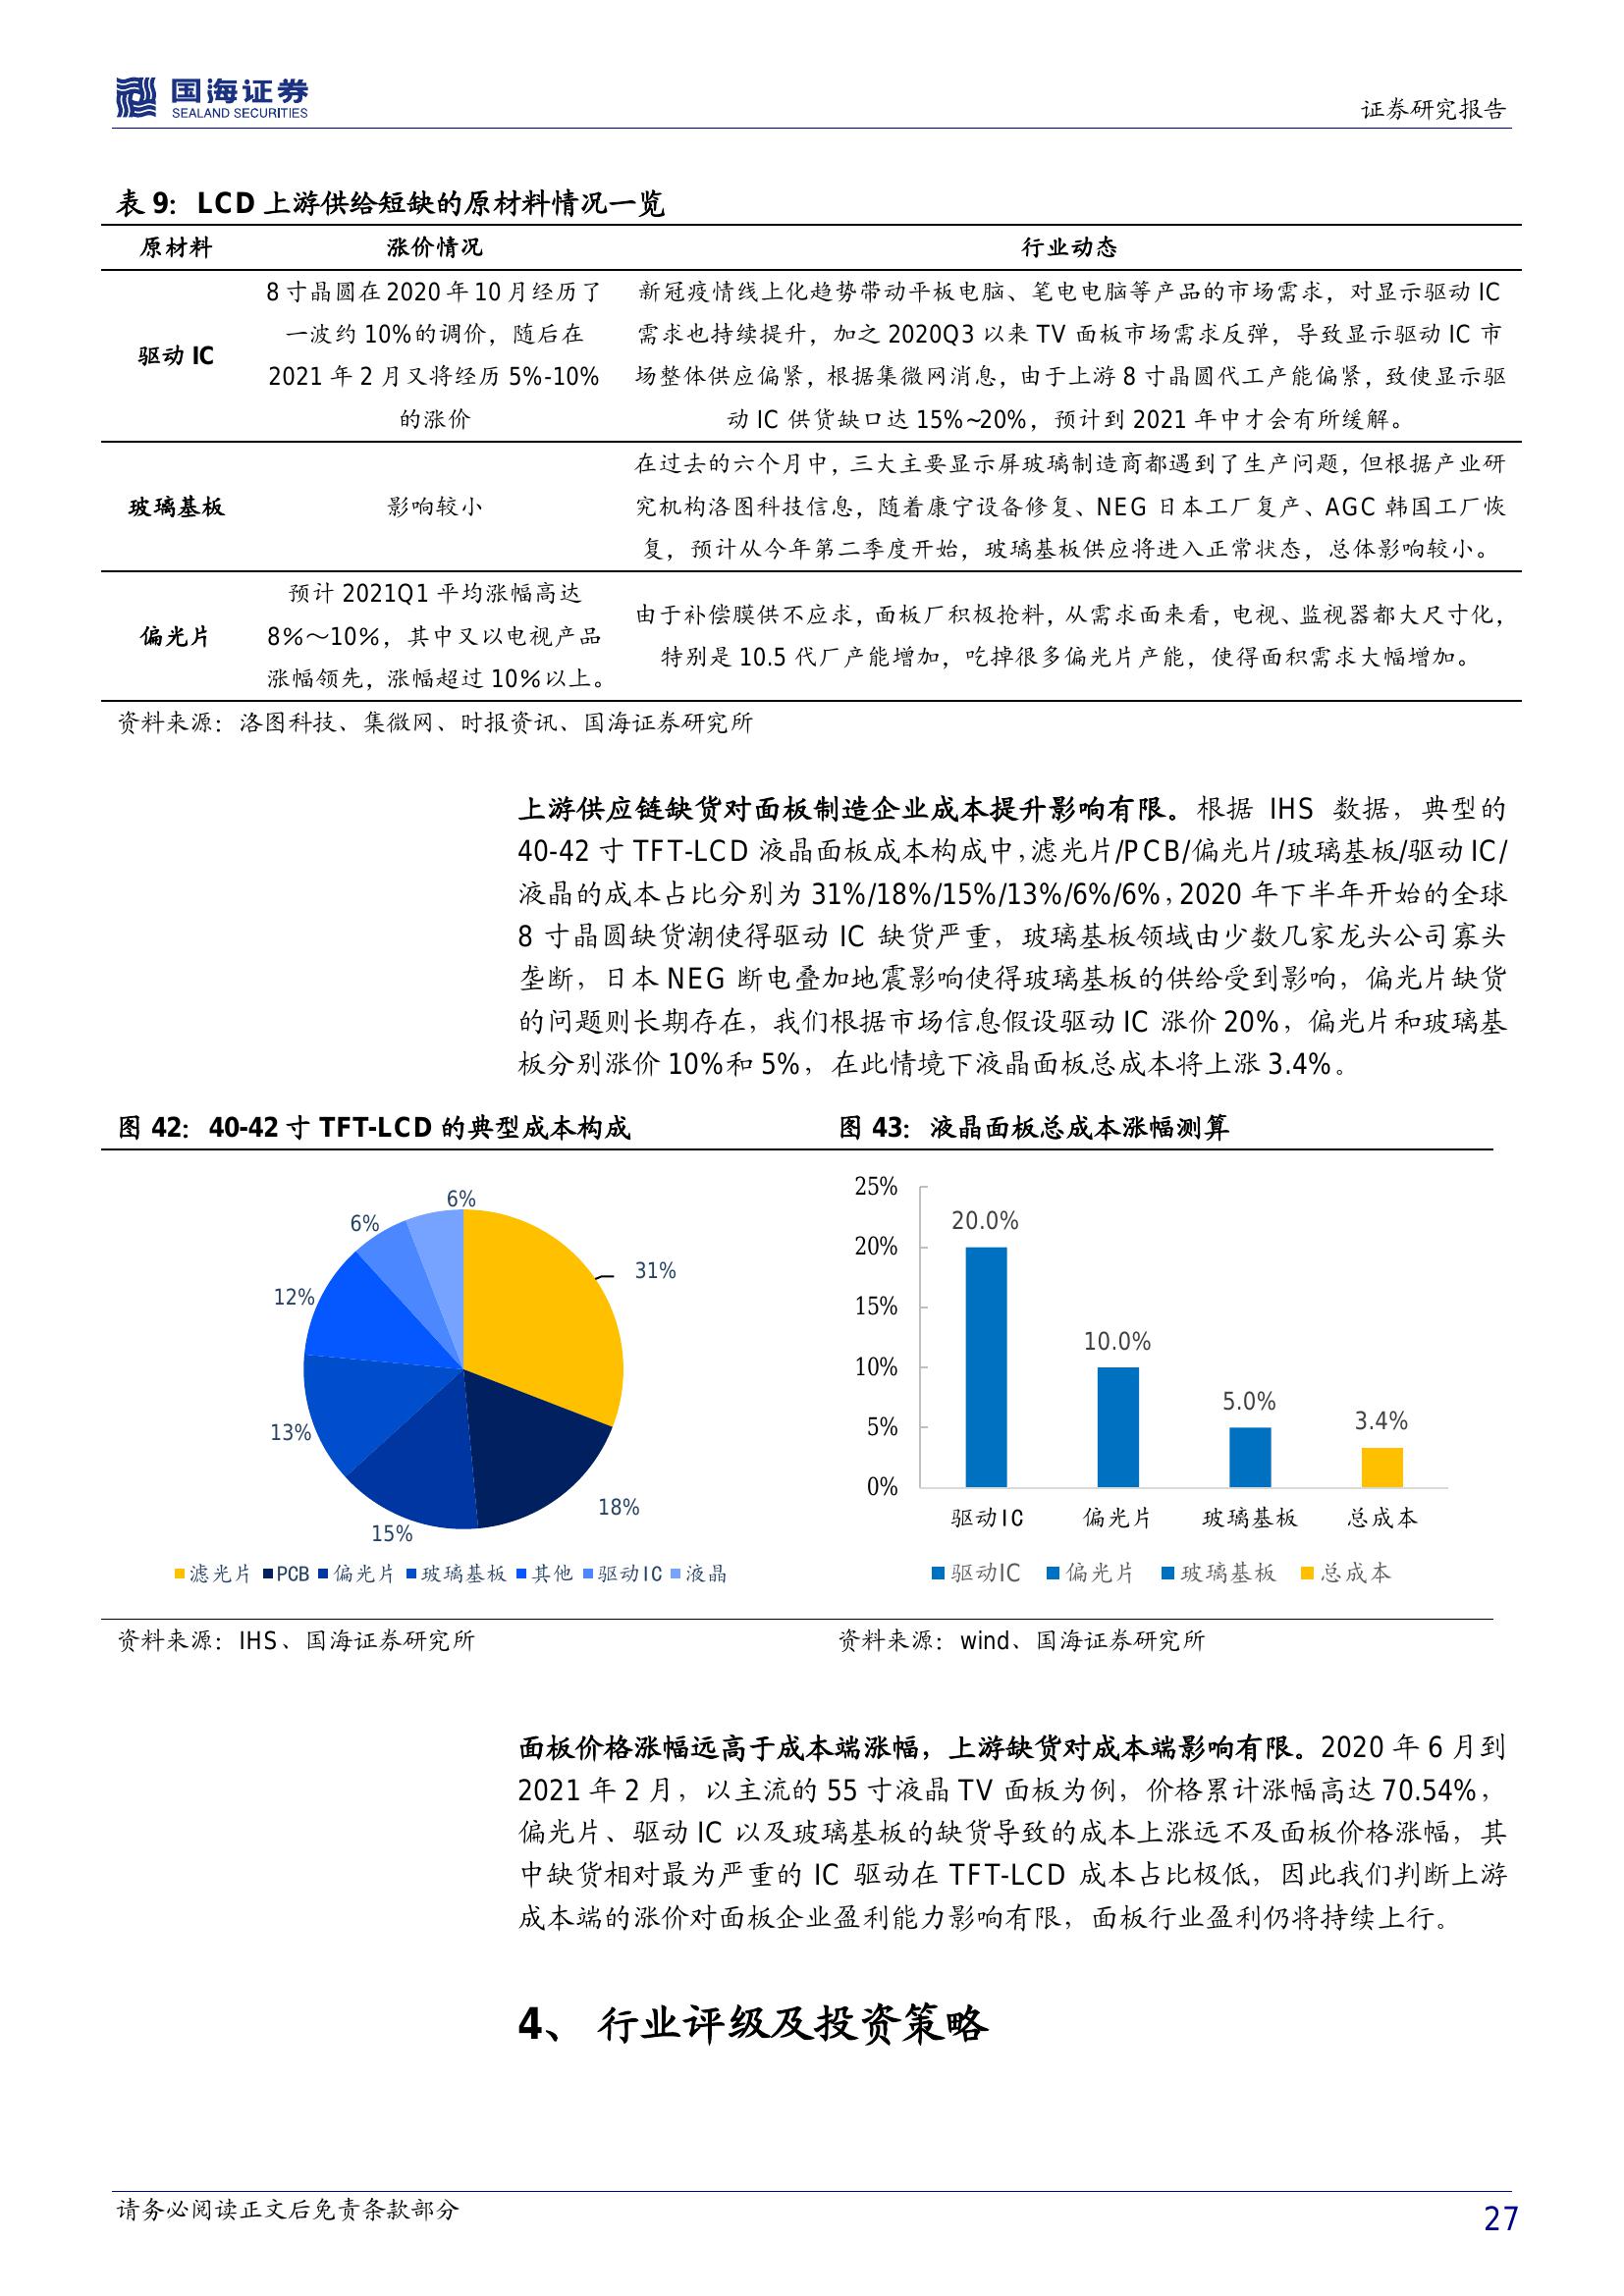 国海证券
SEALAND SECURITIES
证券研究报告
表 9：LCD 上游供给短缺的原材料情况一览
原材料 涨价情况 行业动态
驱动 IC
8 寸晶圆在 2020 年 10 月经历了
一波约 10%的调价，随后在
2021 年 2 月又将经历 5%-10%
的涨价
新冠疫情线上化趋势带动平板电脑、笔电电脑等产品的市场需求，对显示驱动 IC
需求也持续提升，加之 2020Q3 以来 TV 面板市场需求反弹，导致显示驱动 IC 市
场整体供应偏紧，根据集微网消息，由于上游 8 寸晶圆代工产能偏紧，致使显示驱
动 IC 供货缺口达 15%~20%，预计到 2021 年中才会有所缓解。
玻璃基板
影响较小
在过去的六个月中，三大主要显示屏玻璃制造商都遇到了生产问题，但根据产业研
究机构洛图科技信息，随着康宁设备修复、NEG 日本工厂复产、AGC 韩国工厂恢
复，预计从今年第二季度开始，玻璃基板供应将进入正常状态，总体影响较小。
偏光片
预计 2021Q1 平均涨幅高达
8%～10%，其中又以电视产品
涨幅领先，涨幅超过 10%以上。
由于补偿膜供不应求，面板厂积极抢料，从需求面来看，电视、监视器都大尺寸化，
特别是 10.5 代厂产能增加，吃掉很多偏光片产能，使得面积需求大幅增加。
资料来源：洛图科技、集微网、时报资讯、国海证券研究所
上游供应链缺货对面板制造企业成本提升影响有限。根据 IHS 数据，典型的
40-42 寸 TFT-LCD 液晶面板成本构成中，滤光片/PCB/偏光片/玻璃基板/驱动 IC/
液晶的成本占比分别为 31%/18%/15%/13%/6%/6%，2020 年下半年开始的全球
8 寸晶圆缺货潮使得驱动 IC 缺货严重，玻璃基板领域由少数几家龙头公司寡头
垄断，日本 NEG 断电叠加地震影响使得玻璃基板的供给受到影响，偏光片缺货
的问题则长期存在，我们根据市场信息假设驱动 IC 涨价 20%，偏光片和玻璃基
板分别涨价 10%和 5%，在此情境下液晶面板总成本将上涨 3.4%。
图 42：40-42 寸 TFT-LCD 的典型成本构成
6%
6%
31%
12%
13%
18%
15%
滤光片 PCB 偏光片 玻璃基板 其他 驱动IC 液晶
资料来源：IHS、国海证券研究所
图 43：液晶面板总成本涨幅测算
25%
20%
15%
10%
5%
0%
20.0%
10.0%
5.0%
3.4%
驱动IC 偏光片 玻璃基板 总成本
驱动IC 偏光片 玻璃基板 总成本
资料来源：wind、国海证券研究所
面板价格涨幅远高于成本端涨幅，上游缺货对成本端影响有限。2020 年 6 月到
2021 年 2 月，以主流的 55 寸液晶 TV 面板为例，价格累计涨幅高达 70.54%，
偏光片、驱动 IC 以及玻璃基板的缺货导致的成本上涨远不及面板价格涨幅，其
中缺货相对最为严重的 IC 驱动在 TFT-LCD 成本占比极低，因此我们判断上游
成本端的涨价对面板企业盈利能力影响有限，面板行业盈利仍将持续上行。
4、 行业评级及投资策略
请务必阅读正文后免责条款部分
27